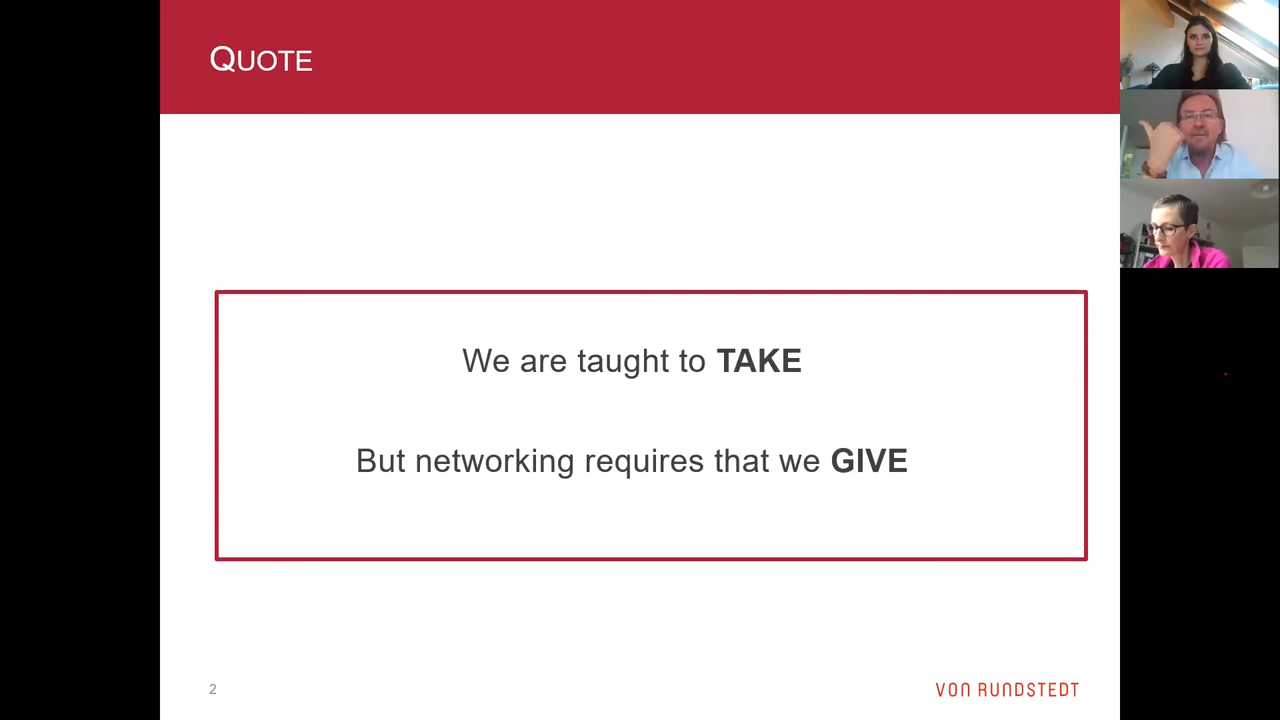 QUOTE
We are taught to TAKE
But networking requires that we GIVE
2
VON RUNDSTEDT